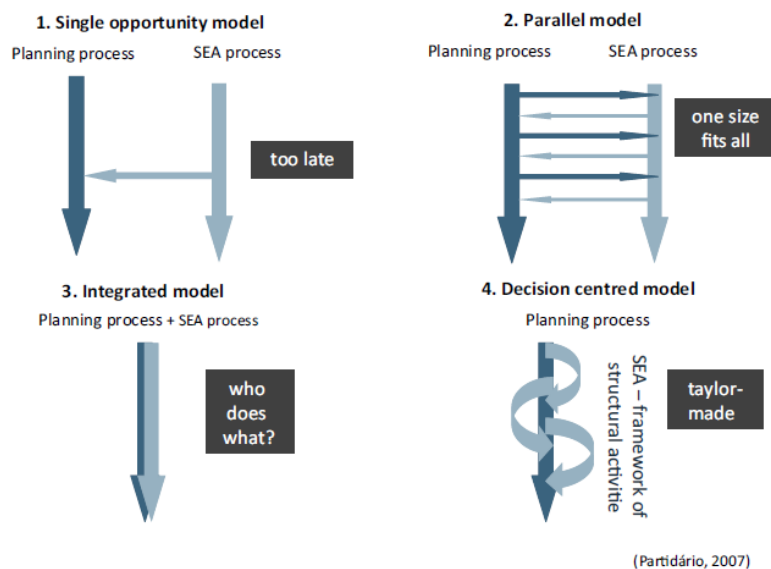 1. Single opportunity model
Planning process
SEA process
too late
2. Parallel model
Planning process
SEA process
one size
fits all
3. Integrated model
Planning process + SEA process
who
does
what?
4. Decision centred model
Planning process
SEA – framework of
structural activitie
taylor-
made
(Partidário, 2007)